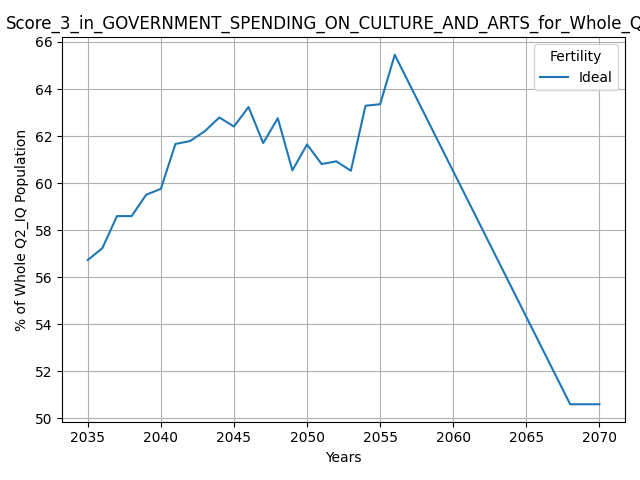 Score_3_in_GOVERNMENT_SPENDING_ON_CULTURE_AND_ARTS_for_Whole_Q
66
64
62
60
58
56
54
52
50
% of Whole Q2_IQ Population
Fertility
Ideal
2035 2040 2045 2050 2055 2060 2065 2070
Years